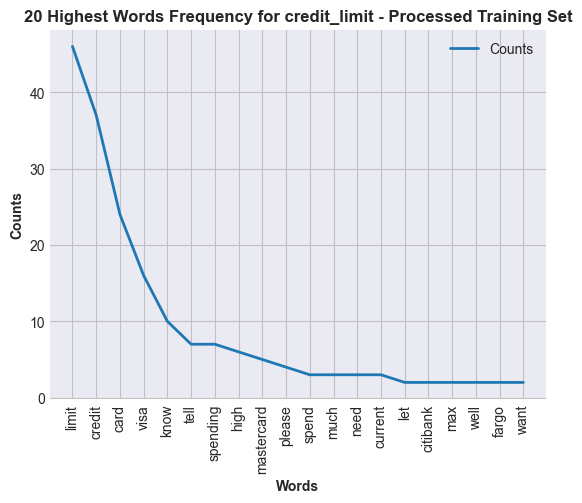 20 Highest Words Frequency for credit_limit - Processed Training Set
Counts
Counts
40
30
20
10
0
limit
credit
card
visa
know
tell
spending
high
mastercard
please
spend
much
need
current
let
citibank
max
well
fargo
want
Words